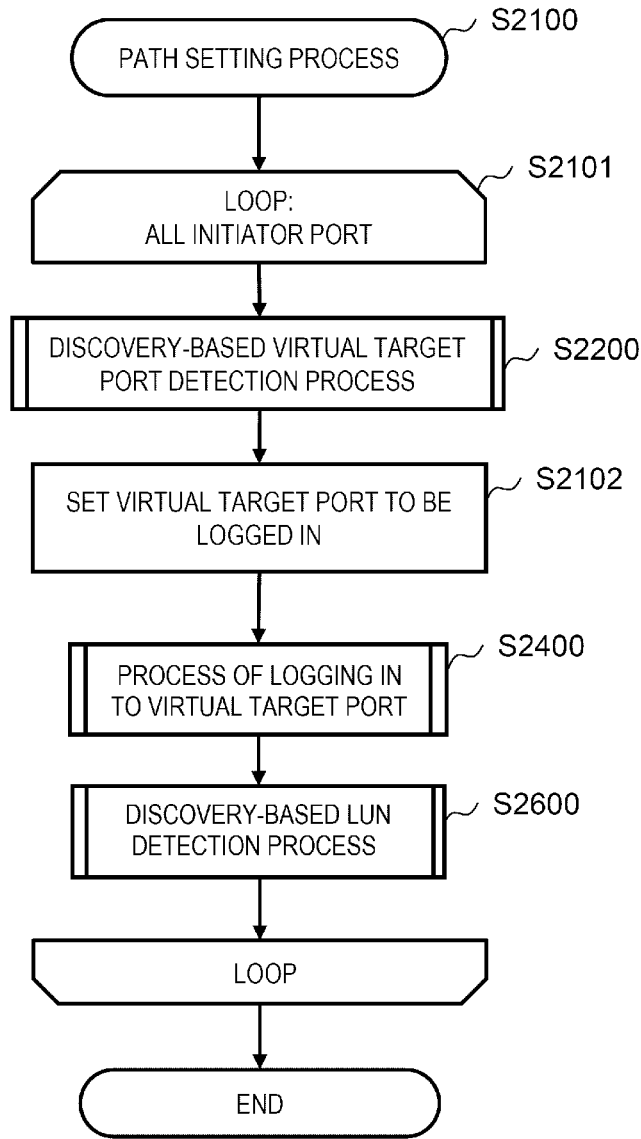 S2100
PATH SETTING PROCESS
S2101
LOOP:
ALL INITIATOR PORT
DISCOVERY-BASED VIRTUAL TARGET
PORT DETECTION PROCESS
S2200
S2102
SET VIRTUAL TARGET PORT TO BE
LOGGED IN
S2400
PROCESS OF LOGGING IN
TO VIRTUAL TARGET PORT
S2600
DISCOVERY-BASED LUN
DETECTION PROCESS
LOOP
END